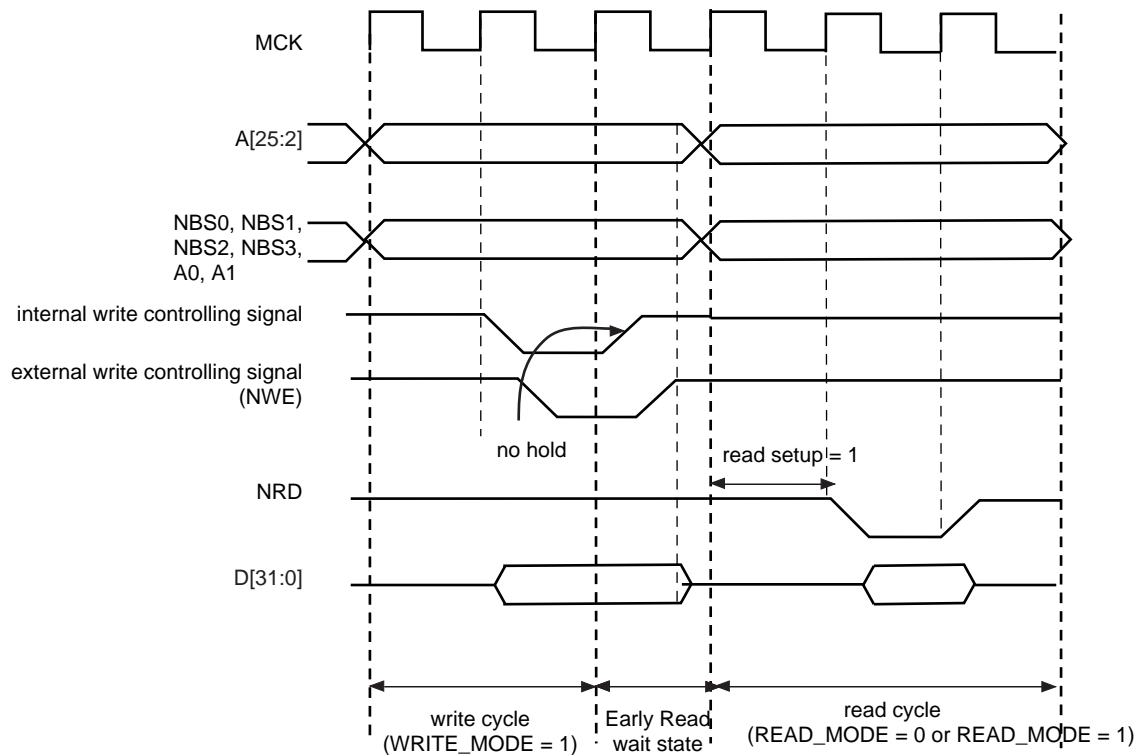 MCK
A[25:2]
NBS0, NBS1,
NBS2, NBS3,
A0, A1
internal write controlling signal
external write controlling signal
(NWE)
no hold
read setup = 1
NRD
D[31:0]
write cycle
(WRITE_MODE = 1)
Early Read
wait state
read cycle
(READ_MODE = 0 or READ_MODE = 1)